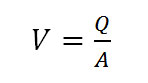 V = Q/A